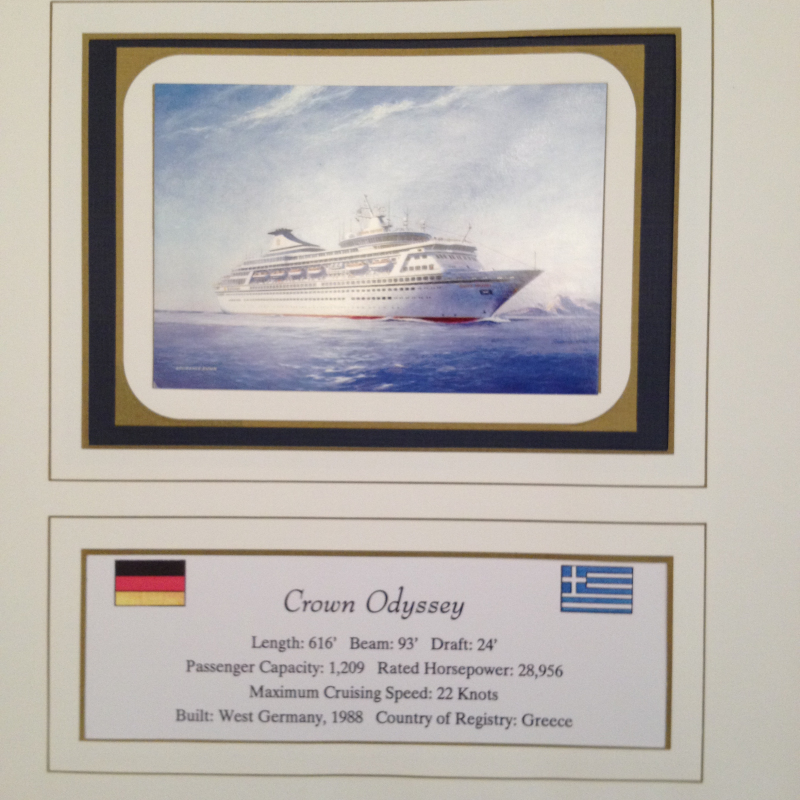 Crown Odyssey
Length: 616' Beam: 93' Draft: 24'
Passenger Capacity: 1,209 Rated Horsepower: 28,956
Maximum Cruising Speed: 22 Knots
Built: West Germany, 1988 Country of Registry: Greece